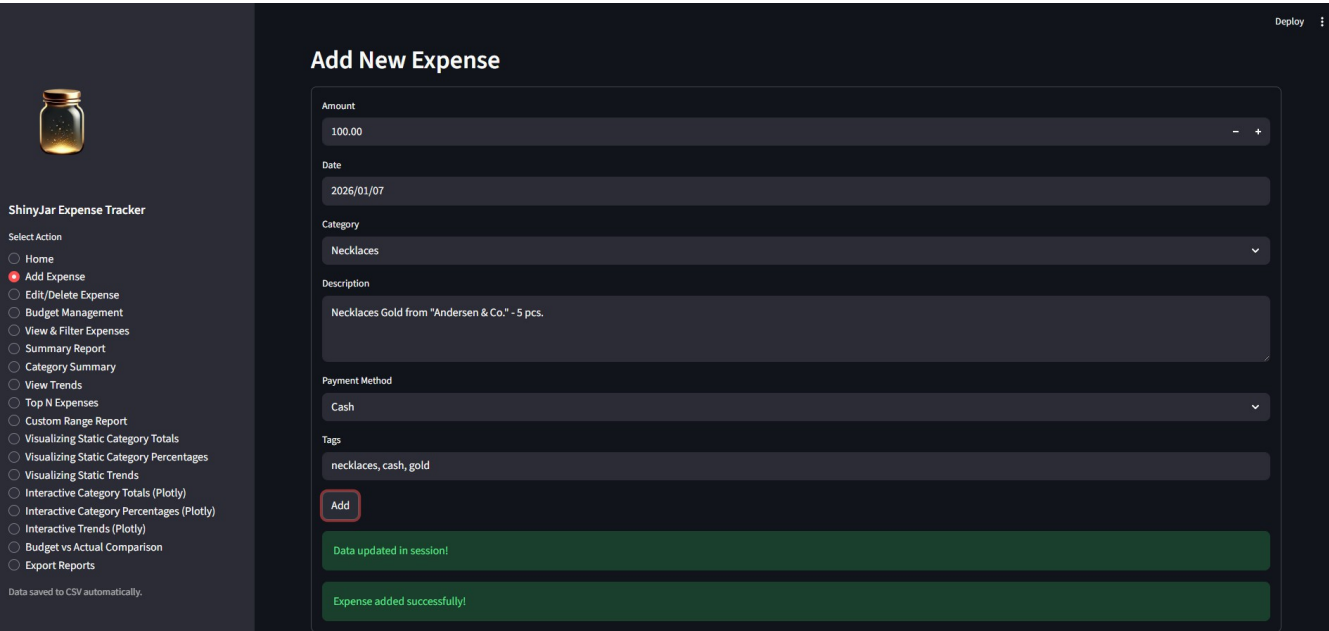 Deploy
ShinyJar Expense Tracker
Select Action
Home
Add Expense
Edit/Delete Expense
Budget Management
View & Filter Expenses
Summary Report
Category Summary
View Trends
Top N Expenses
Custom Range Report
Visualizing Static Category Totals
Visualizing Static Category Percentages
Visualizing Static Trends
Interactive Category Totals (Plotly)
Interactive Category Percentages (Plotly)
Interactive Trends (Plotly)
Budget vs Actual Comparison
Export Reports
Data saved to CSV automatically.
Add New Expense
Amount
100.00
Date
2026/01/07
Category
Necklaces
Description
Necklaces Gold from "Andersen & Co." - 5 pcs.
Payment Method
Cash
Tags
necklaces, cash, gold
Add
Data updated in session!
Expense added successfully!